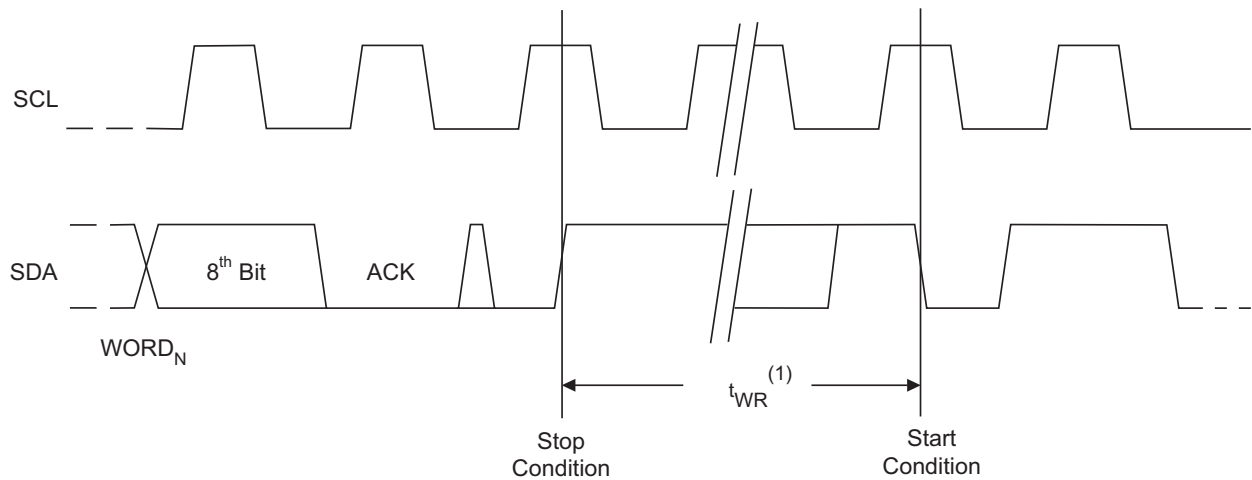 SCL
SDA
8th Bit
ACK
WORDN
tWR(1)
Stop
Condition
Start
Condition